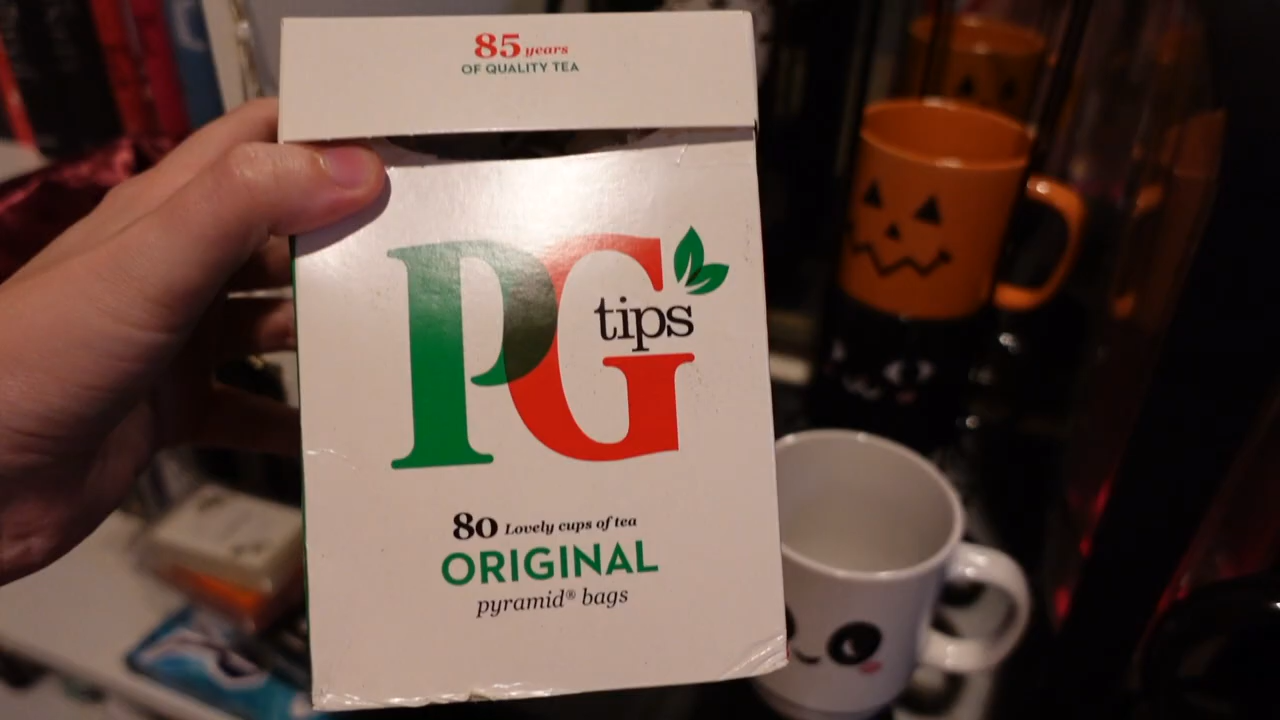 85 years
OF QUALITY TEA
PG
tips
80 Lovely cups of tea
ORIGINAL
pyramid® bags